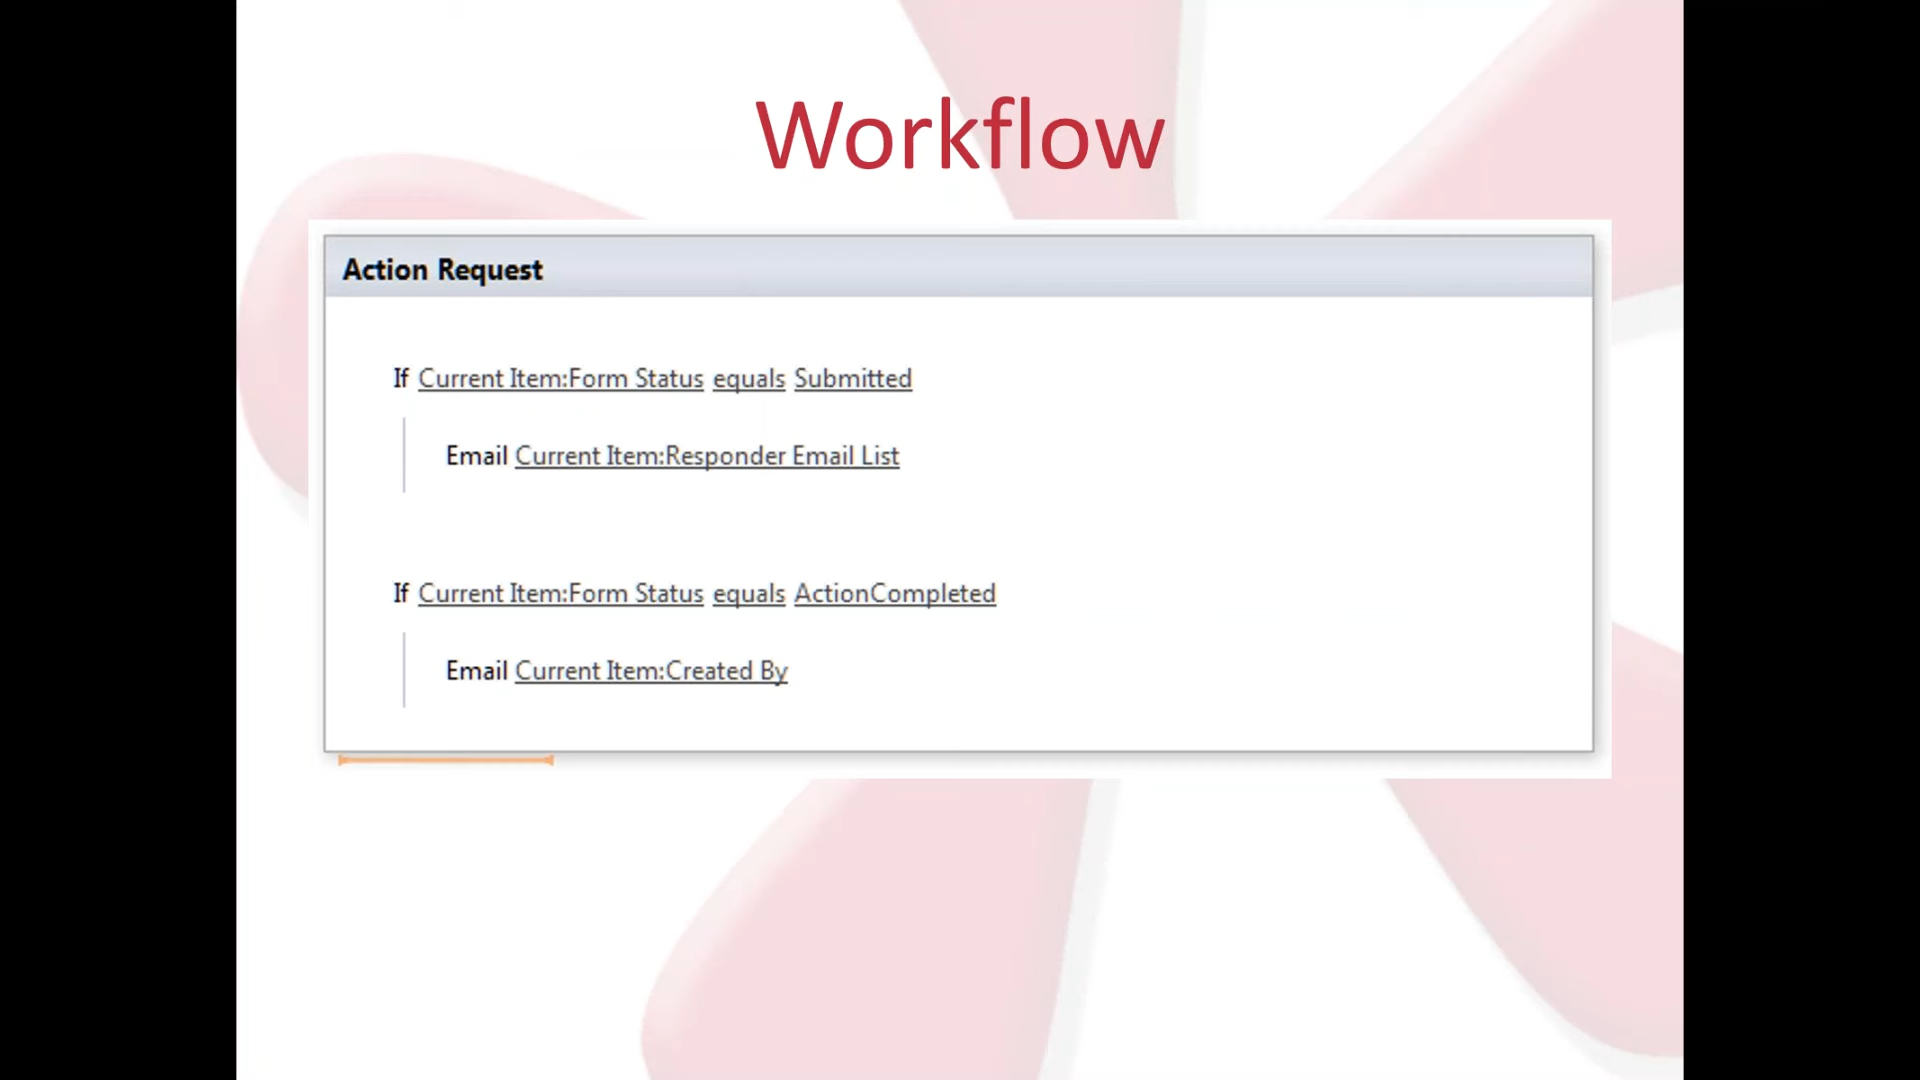 Workflow
Action Request
If Current Item:Form Status equals Submitted
Email Current Item:Responder Email List
If Current Item:Form Status equals ActionCompleted
Email Current Item:Created By